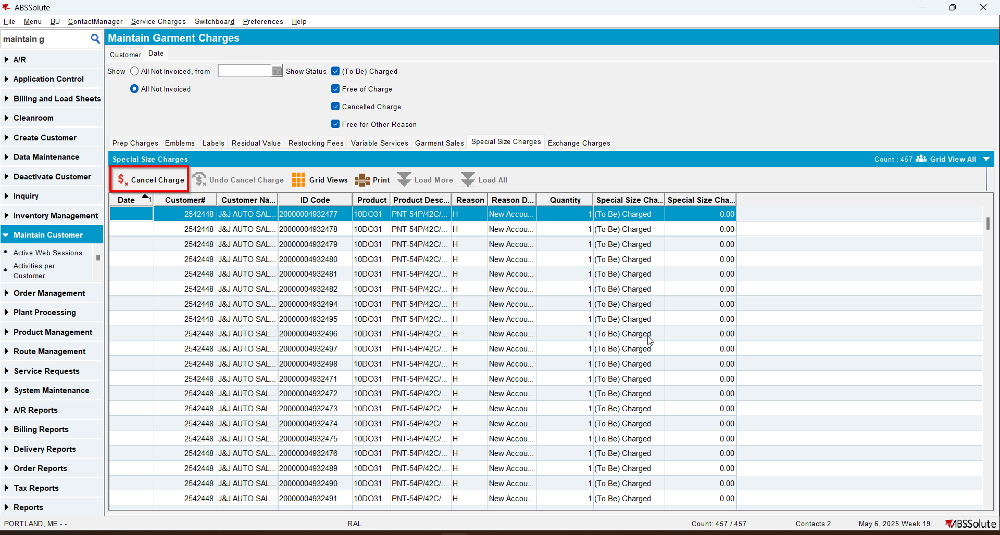 ABSSolute
File Menu BU ContactManager Service Charges Switchboard Preferences Help
maintain g
Maintain Garment Charges
A/R
Application Control
Billing and Load Sheets
Cleanroom
Create Customer
Data Maintenance
Deactivate Customer
Inquiry
Inventory Management
Maintain Customer
Active Web Sessions
Activities per
Customer
Order Management
Plant Processing
Product Management
Route Management
Service Requests
System Maintenance
A/R Reports
Billing Reports
Delivery Reports
Order Reports
Tax Reports
Reports
Customer Date
Show All Not Invoiced, from 15 Show Status (To Be) Charged
All Not Invoiced Free of Charge
Cancelled Charge
Free for Other Reason
Prep Charges Emblems Labels Residual Value Restocking Fees Variable Services Garment Sales Special Size Charges Exchange Charges
Special Size Charges Count : 457 Grid View All
Cancel Charge Undo Cancel Charge Grid Views Print Load More Load All
Date 1 Customer# Customer Na... ID Code Product Product Desc... Reason Reason D... Quantity Special Size Cha... Special Size Cha...
2542448 J&J AUTO SAL... 20000004932477 10DO31 PNT-54P/42C/... H New Accou... 1 (To Be) Charged 0.00
2542448 J&J AUTO SAL... 20000004932478 10DO31 PNT-54P/42C/... H New Accou... 1 (To Be) Charged 0.00
2542448 J&J AUTO SAL... 20000004932479 10DO31 PNT-54P/42C/... H New Accou... 1 (To Be) Charged 0.00
2542448 J&J AUTO SAL... 20000004932480 10DO31 PNT-54P/42C/... H New Accou... 1 (To Be) Charged 0.00
2542448 J&J AUTO SAL... 20000004932481 10DO31 PNT-54P/42C/... H New Accou... 1 (To Be) Charged 0.00
2542448 J&J AUTO SAL... 20000004932482 10DO31 PNT-54P/42C/... H New Accou... 1 (To Be) Charged 0.00
2542448 J&J AUTO SAL... 20000004932494 10DO31 PNT-54P/42C/... H New Accou... 1 (To Be) Charged 0.00
2542448 J&J AUTO SAL... 20000004932495 10DO31 PNT-54P/42C/... H New Accou... 1 (To Be) Charged 0.00
2542448 J&J AUTO SAL... 20000004932496 10DO31 PNT-54P/42C/... H New Accou... 1 (To Be) Charged 0.00
2542448 J&J AUTO SAL... 20000004932497 10DO31 PNT-54P/42C/... H New Accou... 1 (To Be) Charged 0.00
2542448 J&J AUTO SAL... 20000004932498 10DO31 PNT-54P/42C/... H New Accou... 1 (To Be) Charged 0.00
2542448 J&J AUTO SAL... 20000004932471 10DO31 PNT-54P/42C/... H New Accou... 1 (To Be) Charged 0.00
2542448 J&J AUTO SAL... 20000004932472 10DO31 PNT-54P/42C/... H New Accou... 1 (To Be) Charged 0.00
2542448 J&J AUTO SAL... 20000004932473 10DO31 PNT-54P/42C/... H New Accou... 1 (To Be) Charged 0.00
2542448 J&J AUTO SAL... 20000004932474 10DO31 PNT-54P/42C/... H New Accou... 1 (To Be) Charged 0.00
2542448 J&J AUTO SAL... 20000004932475 10DO31 PNT-54P/42C/... H New Accou... 1 (To Be) Charged 0.00
2542448 J&J AUTO SAL... 20000004932476 10DO31 PNT-54P/42C/... H New Accou... 1 (To Be) Charged 0.00
2542448 J&J AUTO SAL... 20000004932489 10DO31 PNT-54P/42C/... H New Accou... 1 (To Be) Charged 0.00
2542448 J&J AUTO SAL... 20000004932490 10DO31 PNT-54P/42C/... H New Accou... 1 (To Be) Charged 0.00
2542448 J&J AUTO SAL... 20000004932491 10DO31 PNT-54P/42C/... H New Accou... 1 (To Be) Charged 0.00
PORTLAND, ME - - RAL Count: 457 / 457 Contacts 2 May 6, 2025 Week 19 ABSSolute